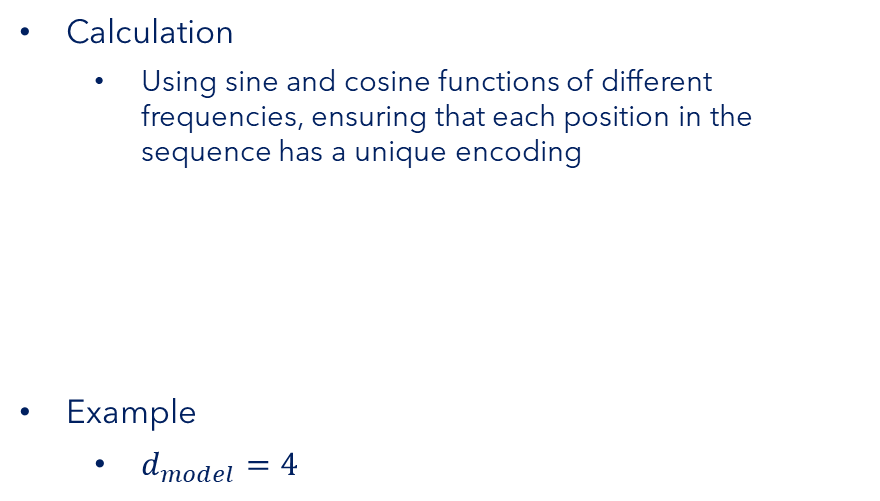 • Calculation
• Using sine and cosine functions of different
frequencies, ensuring that each position in the
sequence has a unique encoding
• Example
• d_model = 4